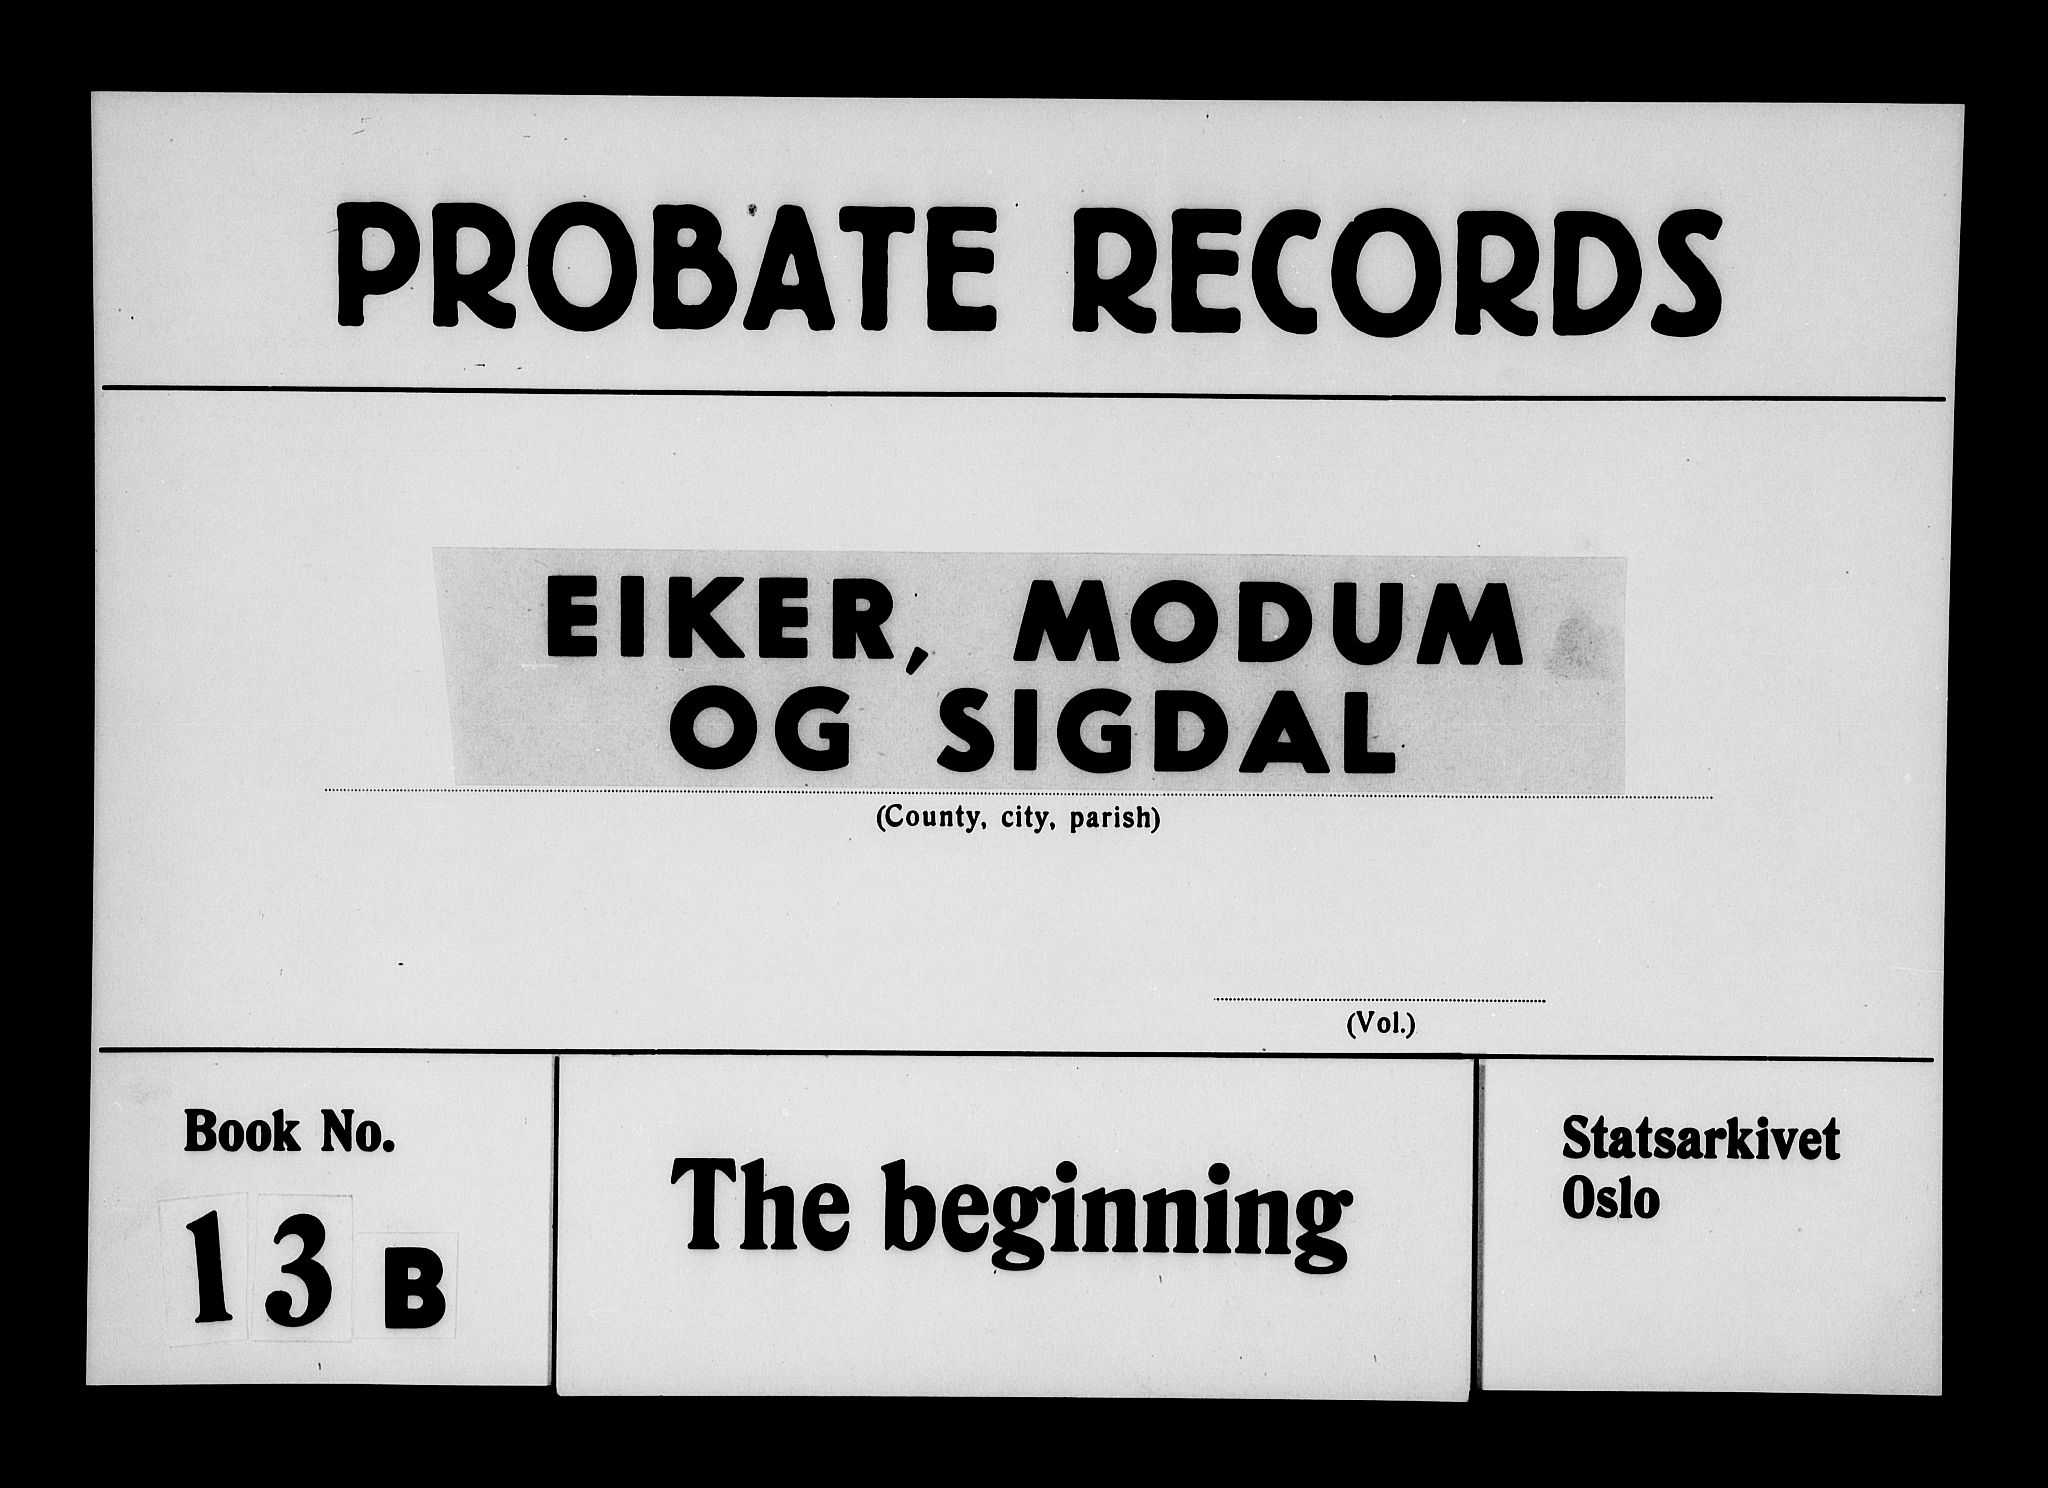 PROBATE RECORDS
EIKER, MODUM
OG SIGDAL
(County, city, parish)
(Vol.)
Book No.
13 B
The beginning
Statsarkivet
Oslo